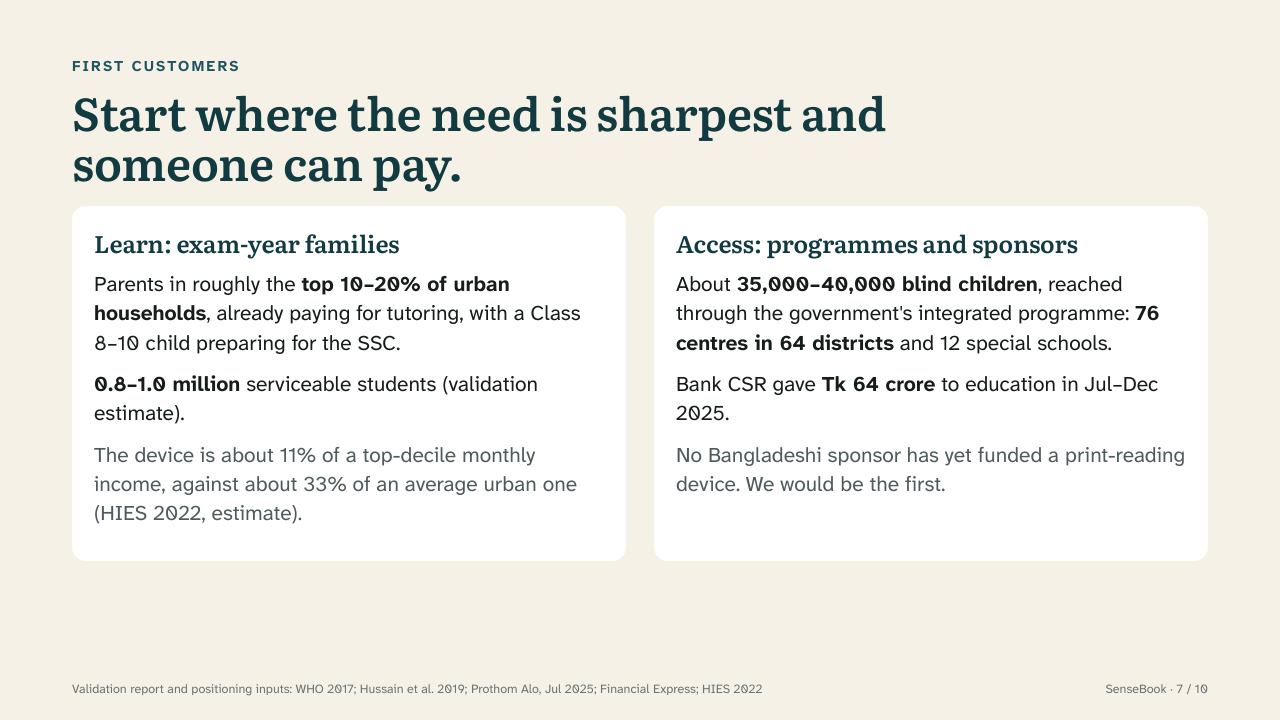 FIRST CUSTOMERS
Start where the need is sharpest and
someone can pay.
Learn: exam-year families
Parents in roughly the top 10–20% of urban
households, already paying for tutoring, with a Class
8–10 child preparing for the SSC.
0.8–1.0 million serviceable students (validation
estimate).
The device is about 11% of a top-decile monthly
income, against about 33% of an average urban one
(HIES 2022, estimate).
Access: programmes and sponsors
About 35,000–40,000 blind children, reached
through the government's integrated programme: 76
centres in 64 districts and 12 special schools.
Bank CSR gave Tk 64 crore to education in Jul–Dec
2025.
No Bangladeshi sponsor has yet funded a print-reading
device. We would be the first.
Validation report and positioning inputs: WHO 2017; Hussain et al. 2019; Prothom Alo, Jul 2025; Financial Express; HIES 2022
SenseBook · 7 / 10